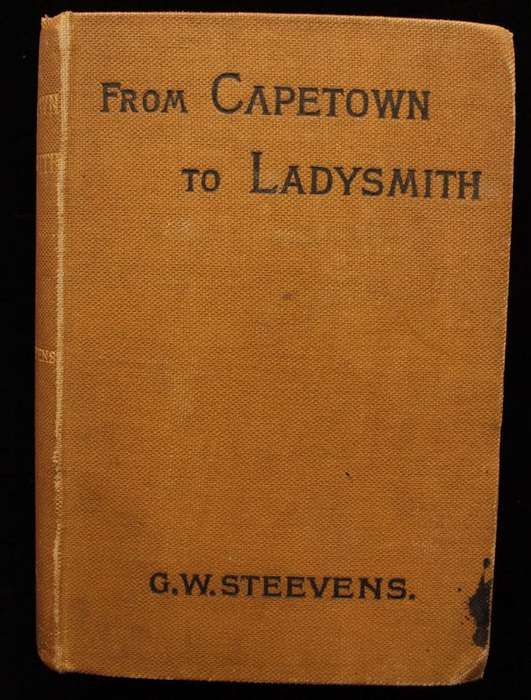 FROM CAPETOWN
TO LADYSMITH
G.W. STEEVENS.